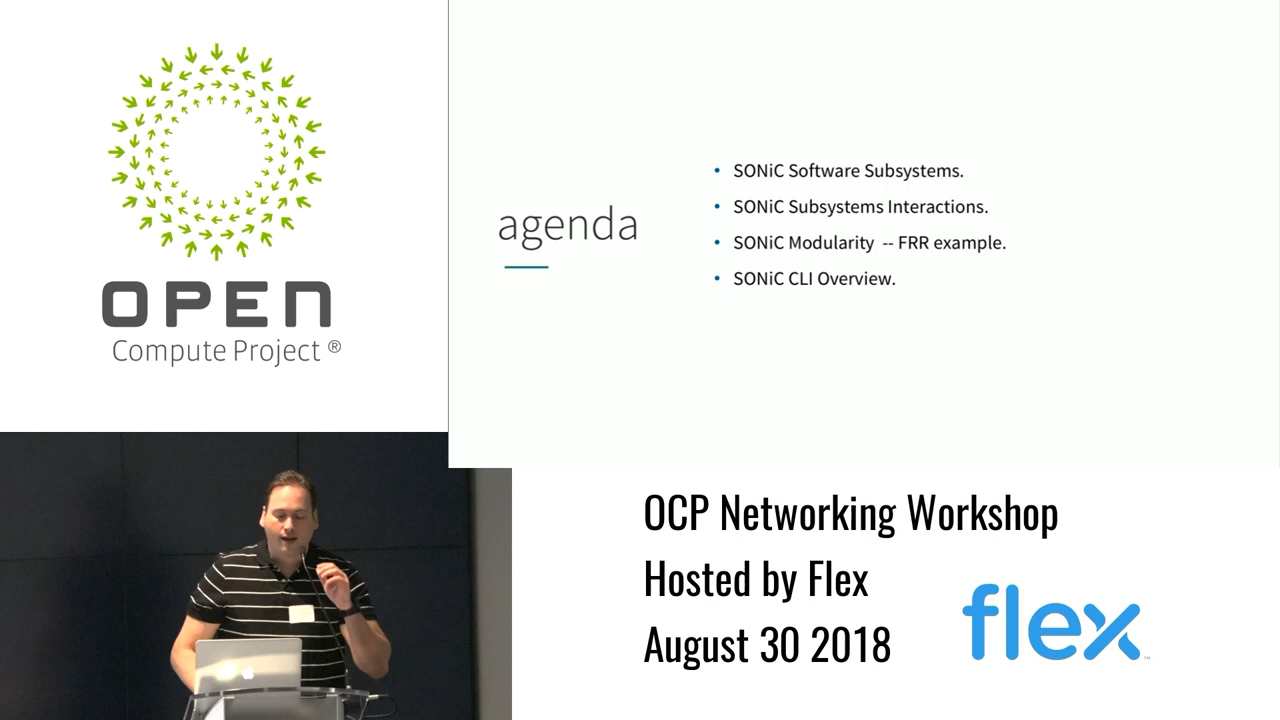 OPEN
Compute Project ®
agenda
• SONiC Software Subsystems.
• SONiC Subsystems Interactions.
• SONiC Modularity -- FRR example.
• SONiC CLI Overview.
OCP Networking Workshop
Hosted by Flex
August 30 2018
flex
™